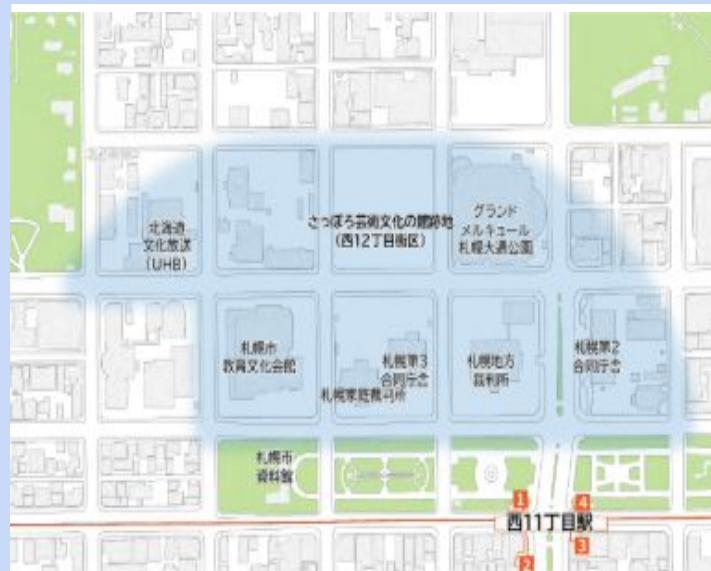 北海道
文化放送
(UHB)
さっぽろ芸術文化の館跡地
(西12丁目街区)
グランド
メルキュール
札幌大通公園
札幌市
教育文化会館
札幌第3
合同庁舎
札幌家庭裁判所
札幌地方
裁判所
札幌第2
合同庁舎
札幌市
資料館
1
4
西11丁目駅
3
2